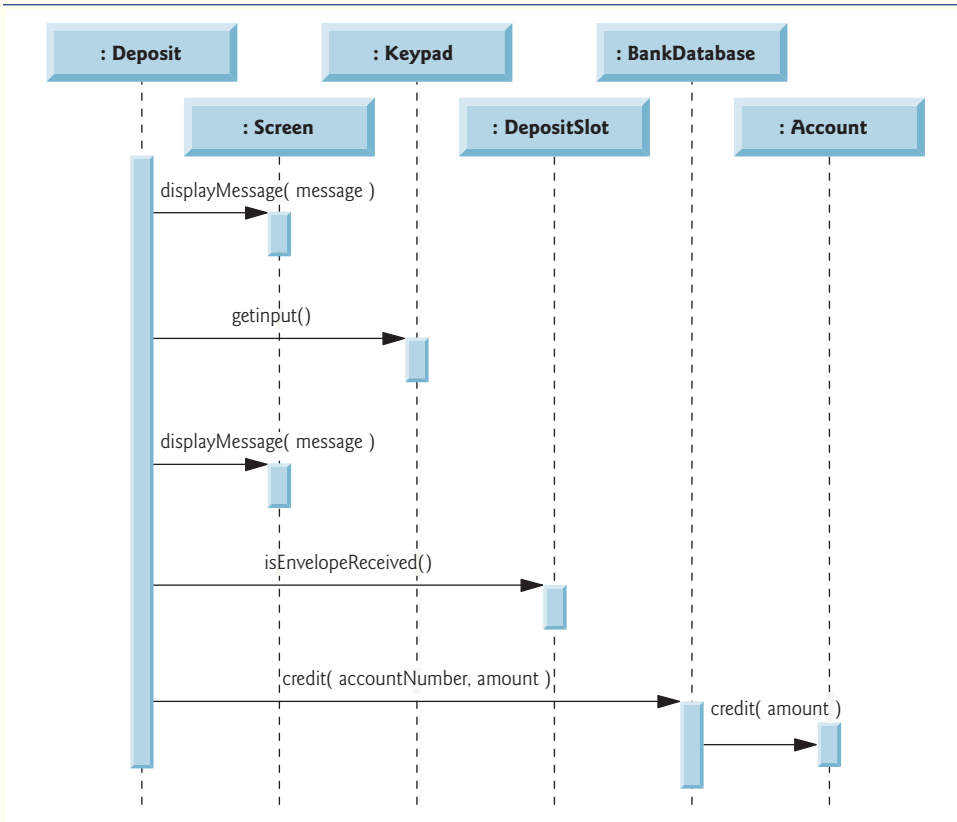 : Deposit
: Keypad
: BankDatabase
: Screen
: DepositSlot
: Account
displayMessage( message )
getinput()
displayMessage( message )
isEnvelopeReceived()
credit( accountNumber, amount )
credit( amount )